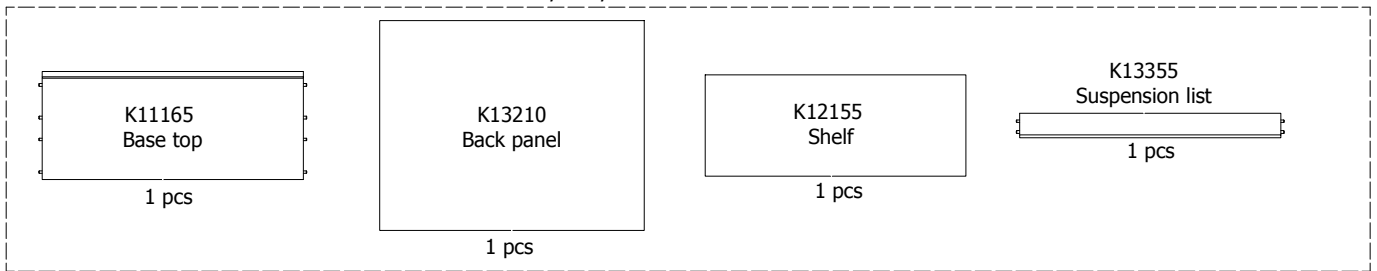 K11165
Base top
1 pcs
K13210
Back panel
1 pcs
K12155
Shelf
1 pcs
K13355
Suspension list
1 pcs